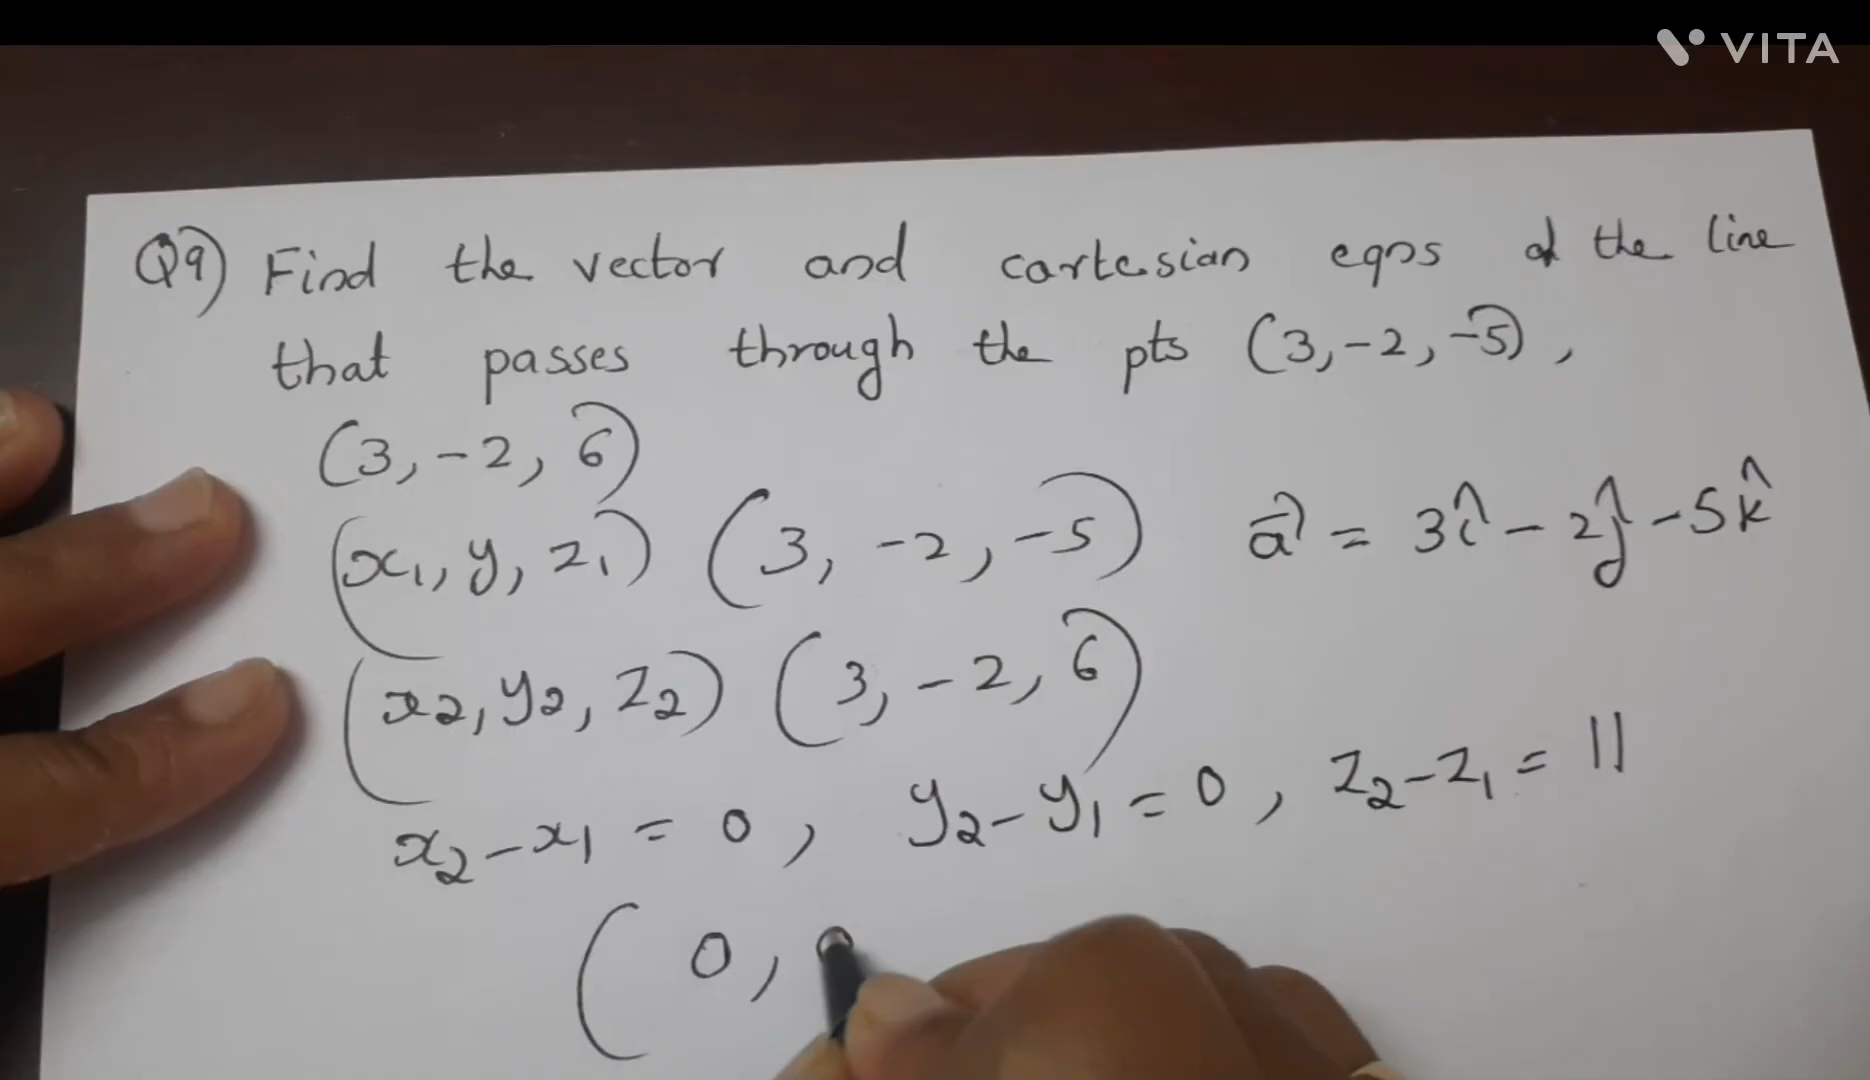 VITA
Q9) Find the vector and cartesian eqns of the line
that passes through the pts (3, -2, -5),
(3, -2, 6)
(x₁, y, z₁) (3, -2, -5) a⃗ = 3î - 2ĵ - 5k̂
(x₂, y₂, z₂) (3, -2, 6)
x₂ - x₁ = 0, y₂ - y₁ = 0, z₂ - z₁ = 11
(0, 0